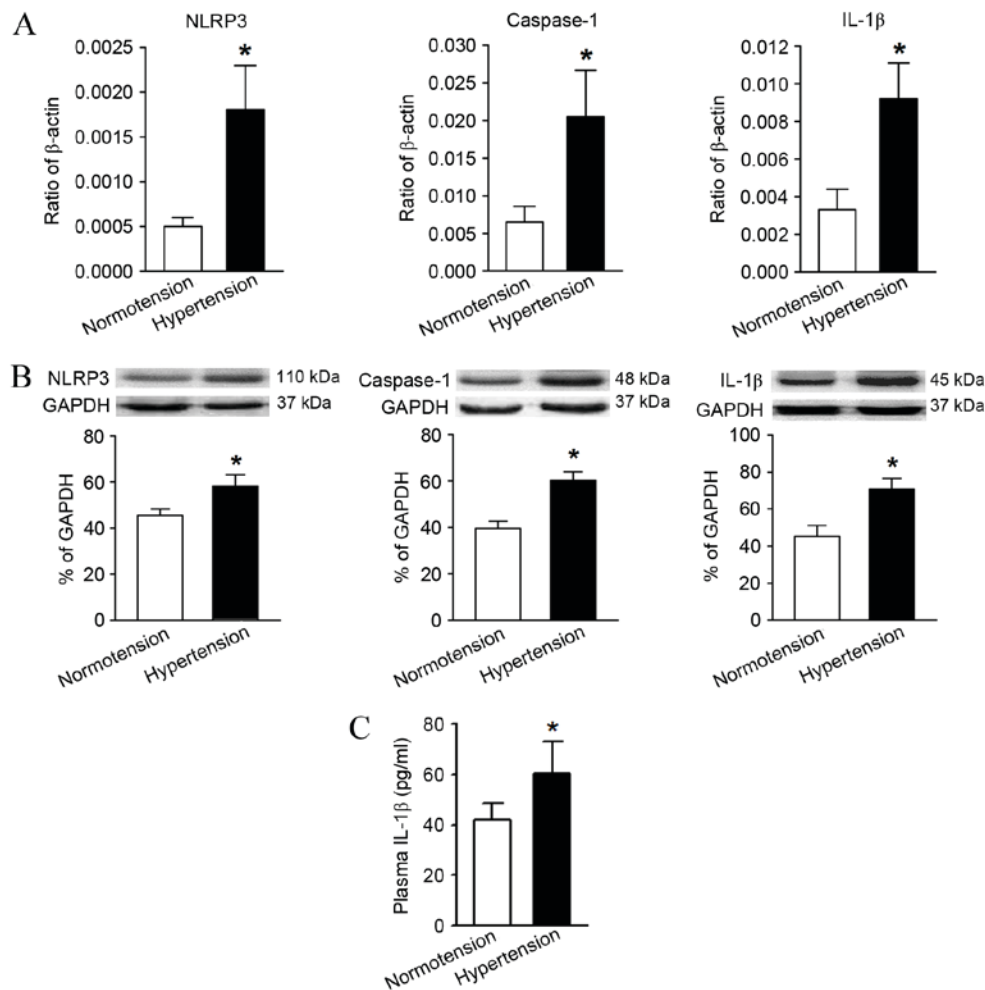 A
NLRP3
Caspase-1
IL-1β
Ratio of β-actin
0.0025
0.0020
0.0015
0.0010
0.0005
0.0000
*
Normotension
Hypertension
Ratio of β-actin
0.030
0.025
0.020
0.015
0.010
0.005
0.000
*
Normotension
Hypertension
Ratio of β-actin
0.012
0.010
0.008
0.006
0.004
0.002
0.000
*
Normotension
Hypertension
B
NLRP3 110 kDa
GAPDH 37 kDa
% of GAPDH
80
60
40
20
0
*
Normotension
Hypertension
Caspase-1 48 kDa
GAPDH 37 kDa
% of GAPDH
80
60
40
20
0
*
Normotension
Hypertension
IL-1β 45 kDa
GAPDH 37 kDa
% of GAPDH
100
80
60
40
20
0
*
Normotension
Hypertension
C
Plasma IL-1β (pg/ml)
80
60
40
20
0
*
Normotension
Hypertension